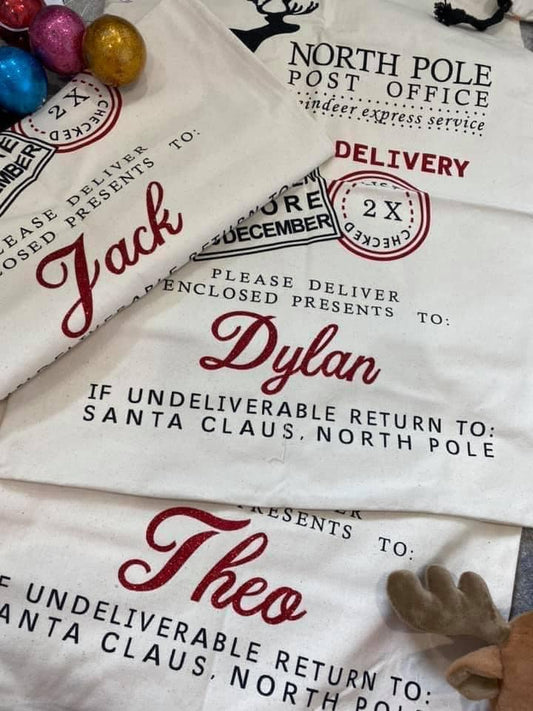 NORTH POLE
POST OFFICE
reindeer express service
DELIVERY
2 X
CHECKED
DECEMBER
PLEASE DELIVER
ENCLOSED PRESENTS TO:
Jack
ORE
DECEMBER
2 X
CHECKED
PLEASE DELIVER
ENCLOSED PRESENTS TO:
Dylan
IF UNDELIVERABLE RETURN TO:
SANTA CLAUS, NORTH POLE
PRESENTS TO:
Theo
IF UNDELIVERABLE RETURN TO:
SANTA CLAUS, NORTH POLE